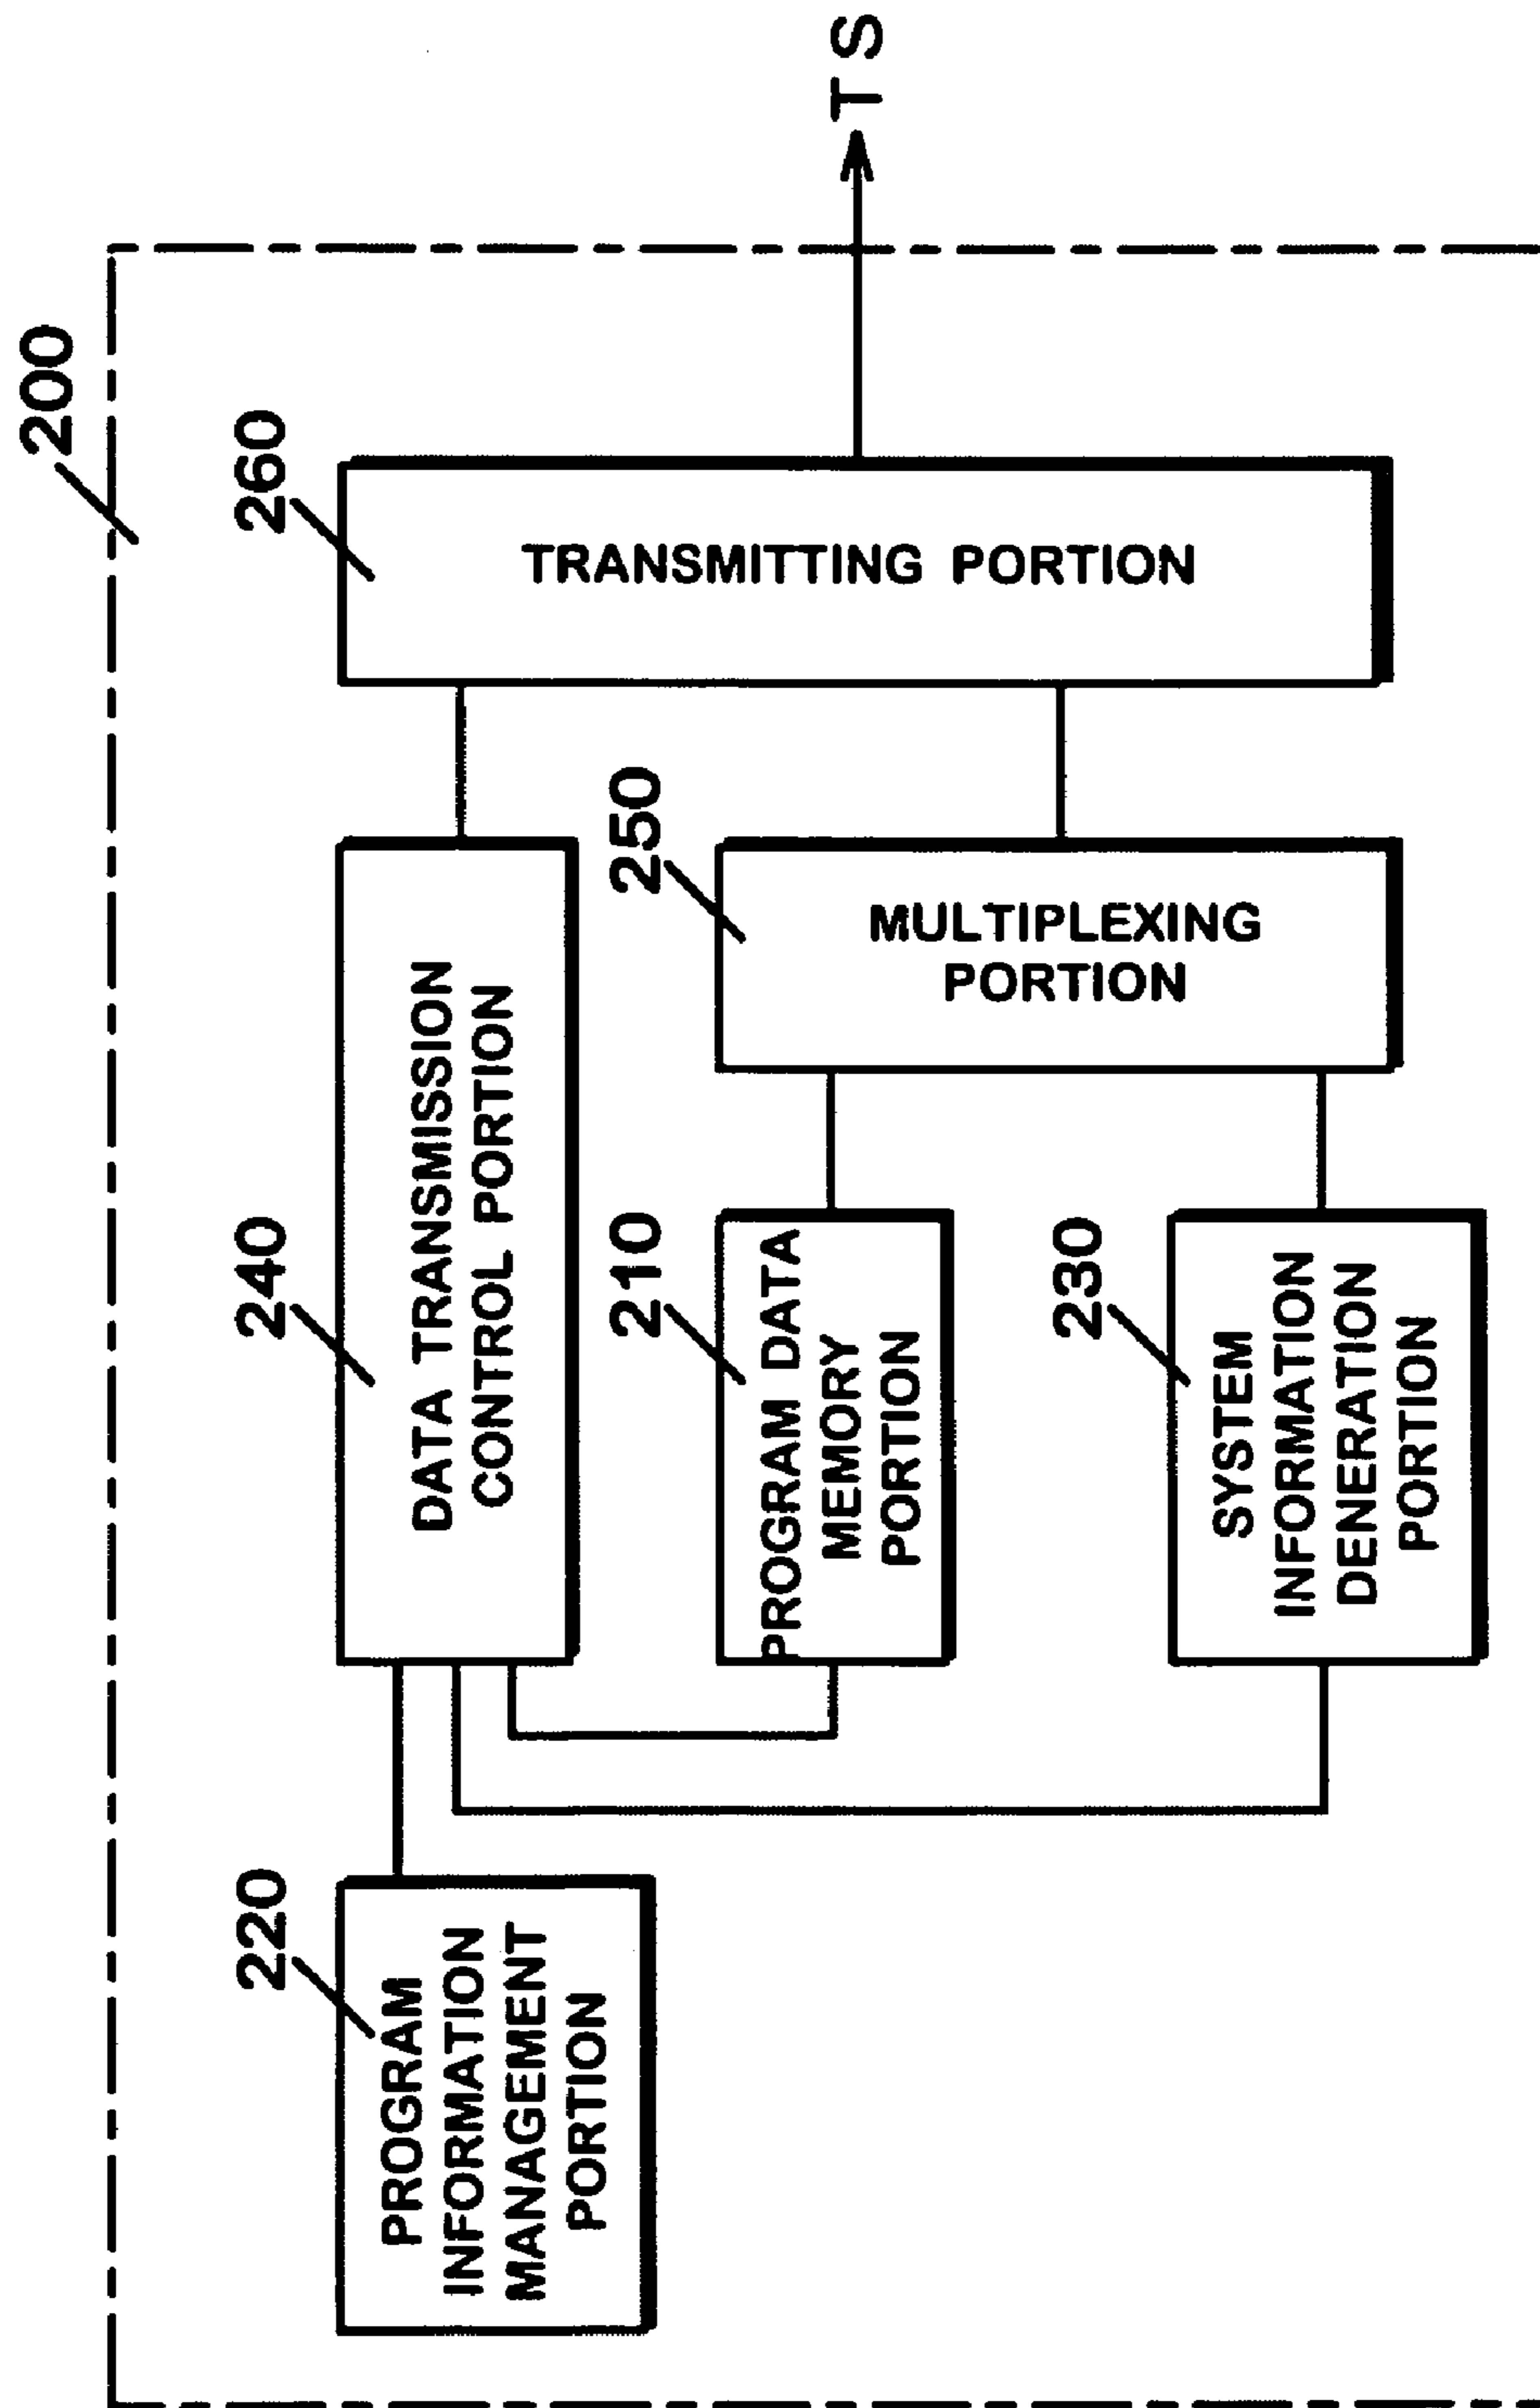 200
220
PROGRAM
INFORMATION
MANAGEMENT
PORTION
240
DATA TRANSMISSION
CONTROL PORTION
260
TRANSMITTING PORTION
TS
210
PROGRAM DATA
MEMORY
PORTION
250
MULTIPLEXING
PORTION
230
SYSTEM
INFORMATION
DENERATION
PORTION